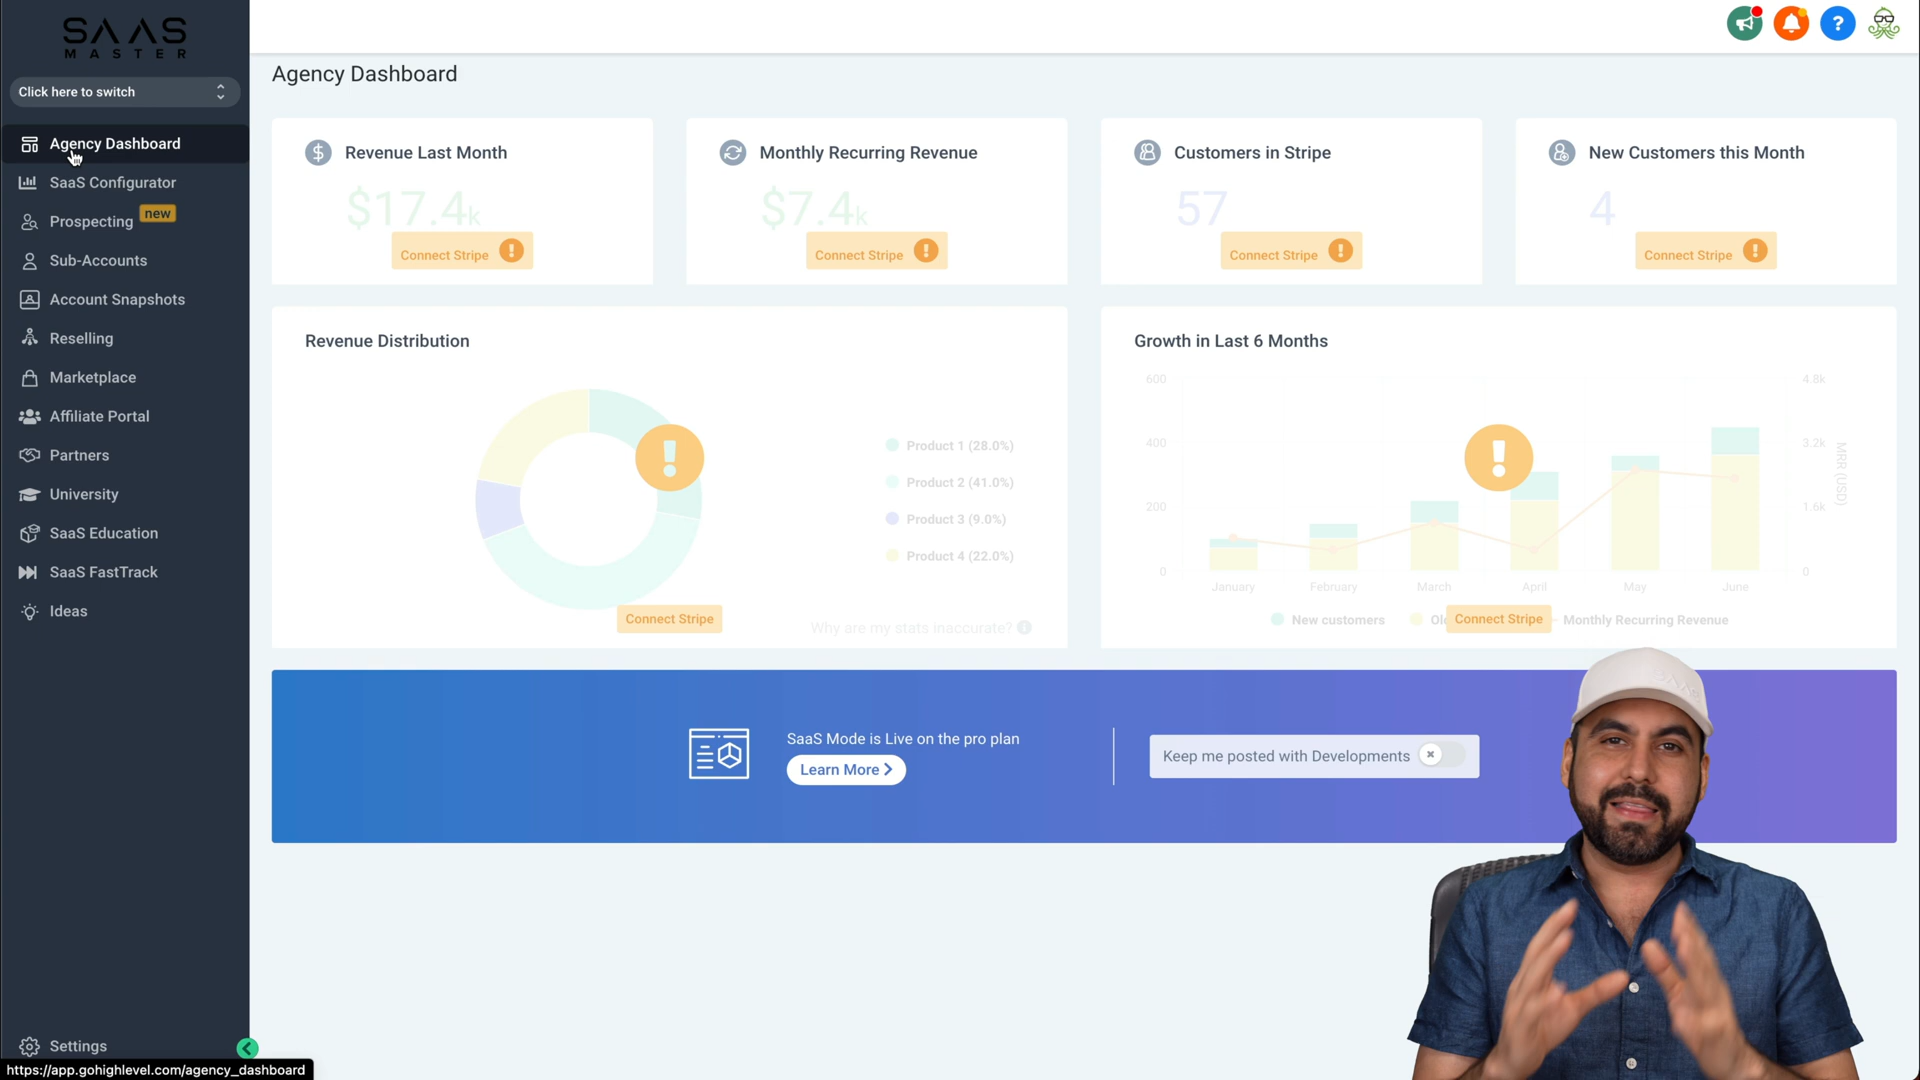 SAAS
MASTER
Click here to switch
Agency Dashboard
SaaS Configurator
Prospecting new
Sub-Accounts
Account Snapshots
Reselling
Marketplace
Affiliate Portal
Partners
University
SaaS Education
SaaS FastTrack
Ideas
Settings
https://app.gohighlevel.com/agency_dashboard
?
Agency Dashboard
$ Revenue Last Month
$17.4k
Connect Stripe !
Monthly Recurring Revenue
$7.4k
Connect Stripe !
Customers in Stripe
57
Connect Stripe !
New Customers this Month
4
Connect Stripe !
Revenue Distribution
!
Product 1 (28.0%)
Product 2 (41.0%)
Product 3 (9.0%)
Product 4 (22.0%)
Connect Stripe
Why are my stats inaccurate? i
Growth in Last 6 Months
600
400
200
0
4.8k
3.2k
1.6k
0
MRR (USD)
!
January February March April May June
New customers Connect Stripe Monthly Recurring Revenue
SaaS Mode is Live on the pro plan
Learn More
Keep me posted with Developments